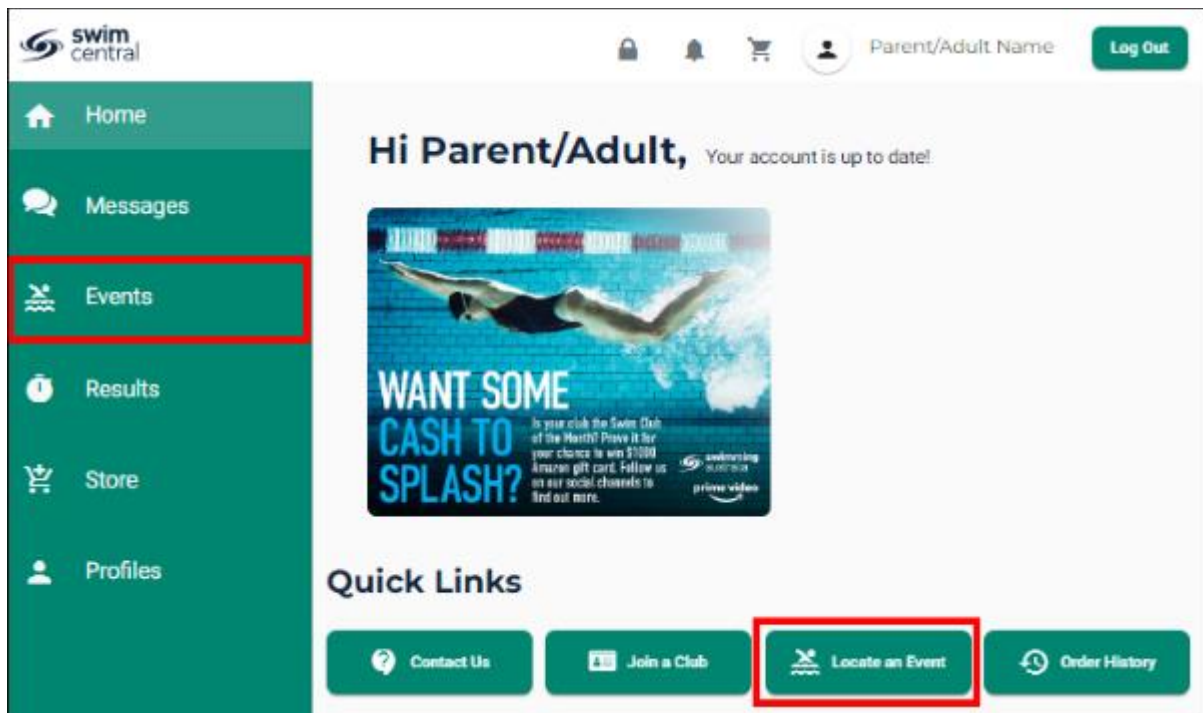 swim
central
Parent/Adult Name
Log Out
Home
Messages
Events
Results
Store
Profiles
Hi Parent/Adult, Your account is up to date!
WANT SOME
CASH TO
SPLASH?
Is your club the Swim Club
of the Month? Prove it for
your chance to win $1000
Amazon gift card. Follow us
on our social channels to
find out more.
swimming
AUSTRALIA
prime video
Quick Links
Contact Us
Join a Club
Locate an Event
Order History